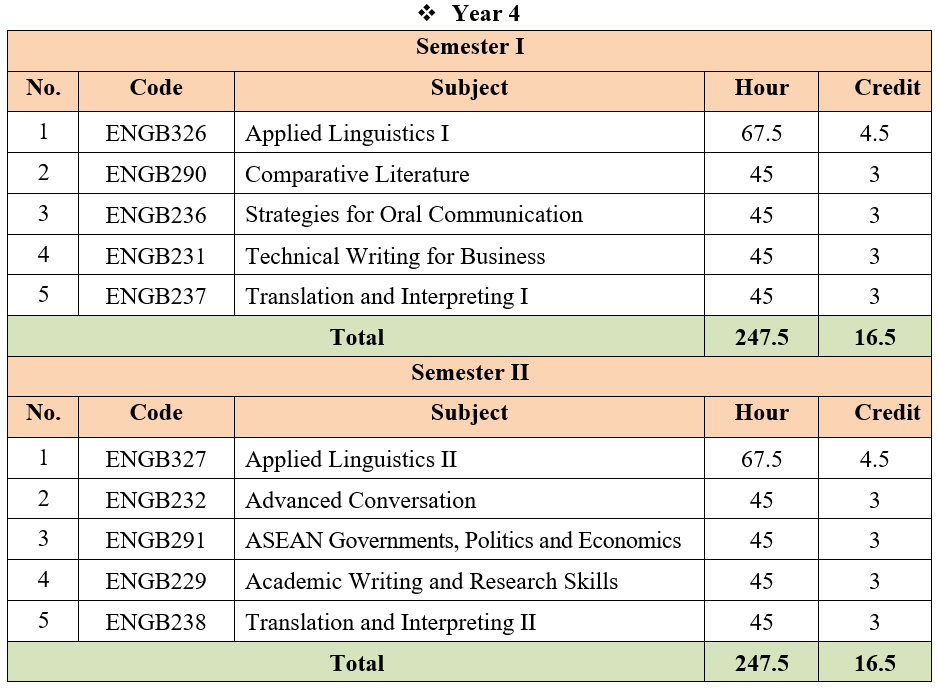 ❖ Year 4
Semester I
No. Code Subject Hour Credit
1 ENGB326 Applied Linguistics I 67.5 4.5
2 ENGB290 Comparative Literature 45 3
3 ENGB236 Strategies for Oral Communication 45 3
4 ENGB231 Technical Writing for Business 45 3
5 ENGB237 Translation and Interpreting I 45 3
Total 247.5 16.5
Semester II
No. Code Subject Hour Credit
1 ENGB327 Applied Linguistics II 67.5 4.5
2 ENGB232 Advanced Conversation 45 3
3 ENGB291 ASEAN Governments, Politics and Economics 45 3
4 ENGB229 Academic Writing and Research Skills 45 3
5 ENGB238 Translation and Interpreting II 45 3
Total 247.5 16.5